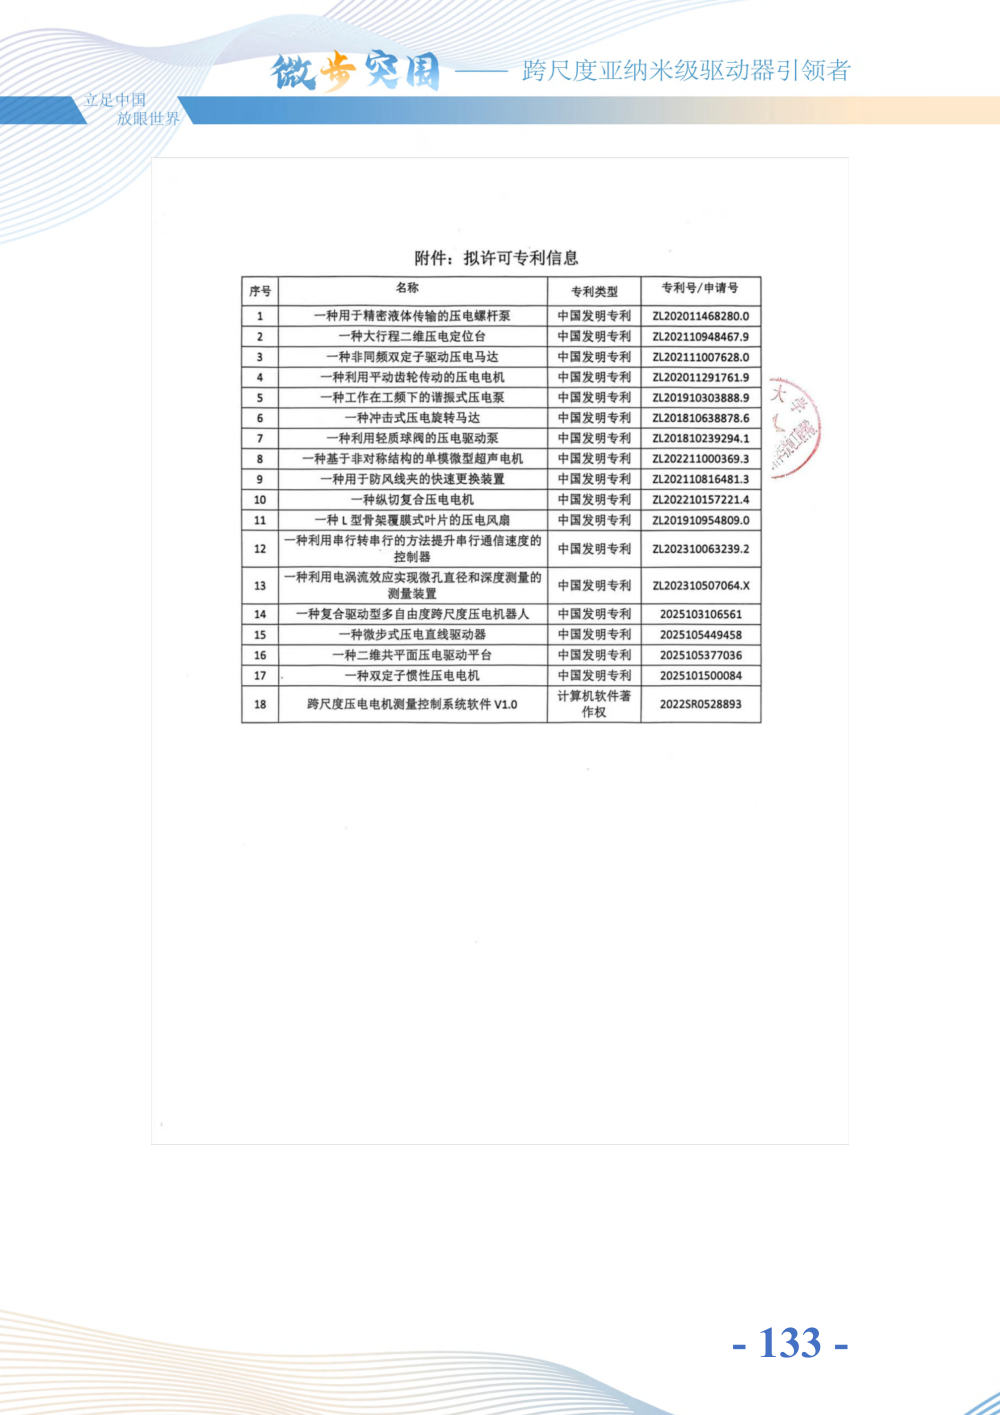 微步突围 —— 跨尺度亚纳米级驱动器引领者
立足中国
放眼世界
附件：拟许可专利信息
序号 名称 专利类型 专利号/申请号
1 一种用于精密液体传输的压电螺杆泵 中国发明专利 ZL202011468280.0
2 一种大行程二维压电定位台 中国发明专利 ZL202110948467.9
3 一种非同频双定子驱动压电马达 中国发明专利 ZL202111007628.0
4 一种利用平动齿轮传动的压电电机 中国发明专利 ZL202011291761.9
5 一种工作在工频下的谐振式压电泵 中国发明专利 ZL201910303888.9
6 一种冲击式压电旋转马达 中国发明专利 ZL201810638878.6
7 一种利用轻质球阀的压电驱动泵 中国发明专利 ZL201810239294.1
8 一种基于非对称结构的单模微型超声电机 中国发明专利 ZL202211000369.3
9 一种用于防风线夹的快速更换装置 中国发明专利 ZL202110816481.3
10 一种纵切复合压电电机 中国发明专利 ZL202210157221.4
11 一种 L 型骨架覆膜式叶片的压电风扇 中国发明专利 ZL201910954809.0
12 一种利用串行转串行的方法提升串行通信速度的
控制器 中国发明专利 ZL202310063239.2
13 一种利用电涡流效应实现微孔直径和深度测量的
测量装置 中国发明专利 ZL202310507064.X
14 一种复合驱动型多自由度跨尺度压电机器人 中国发明专利 2025103106561
15 一种微步式压电直线驱动器 中国发明专利 2025105449458
16 一种二维共平面压电驱动平台 中国发明专利 2025105377036
17 一种双定子惯性压电电机 中国发明专利 2025101500084
18 跨尺度压电电机测量控制系统软件 V1.0 计算机软件著
作权 2022SR0528893
大学
- 133 -